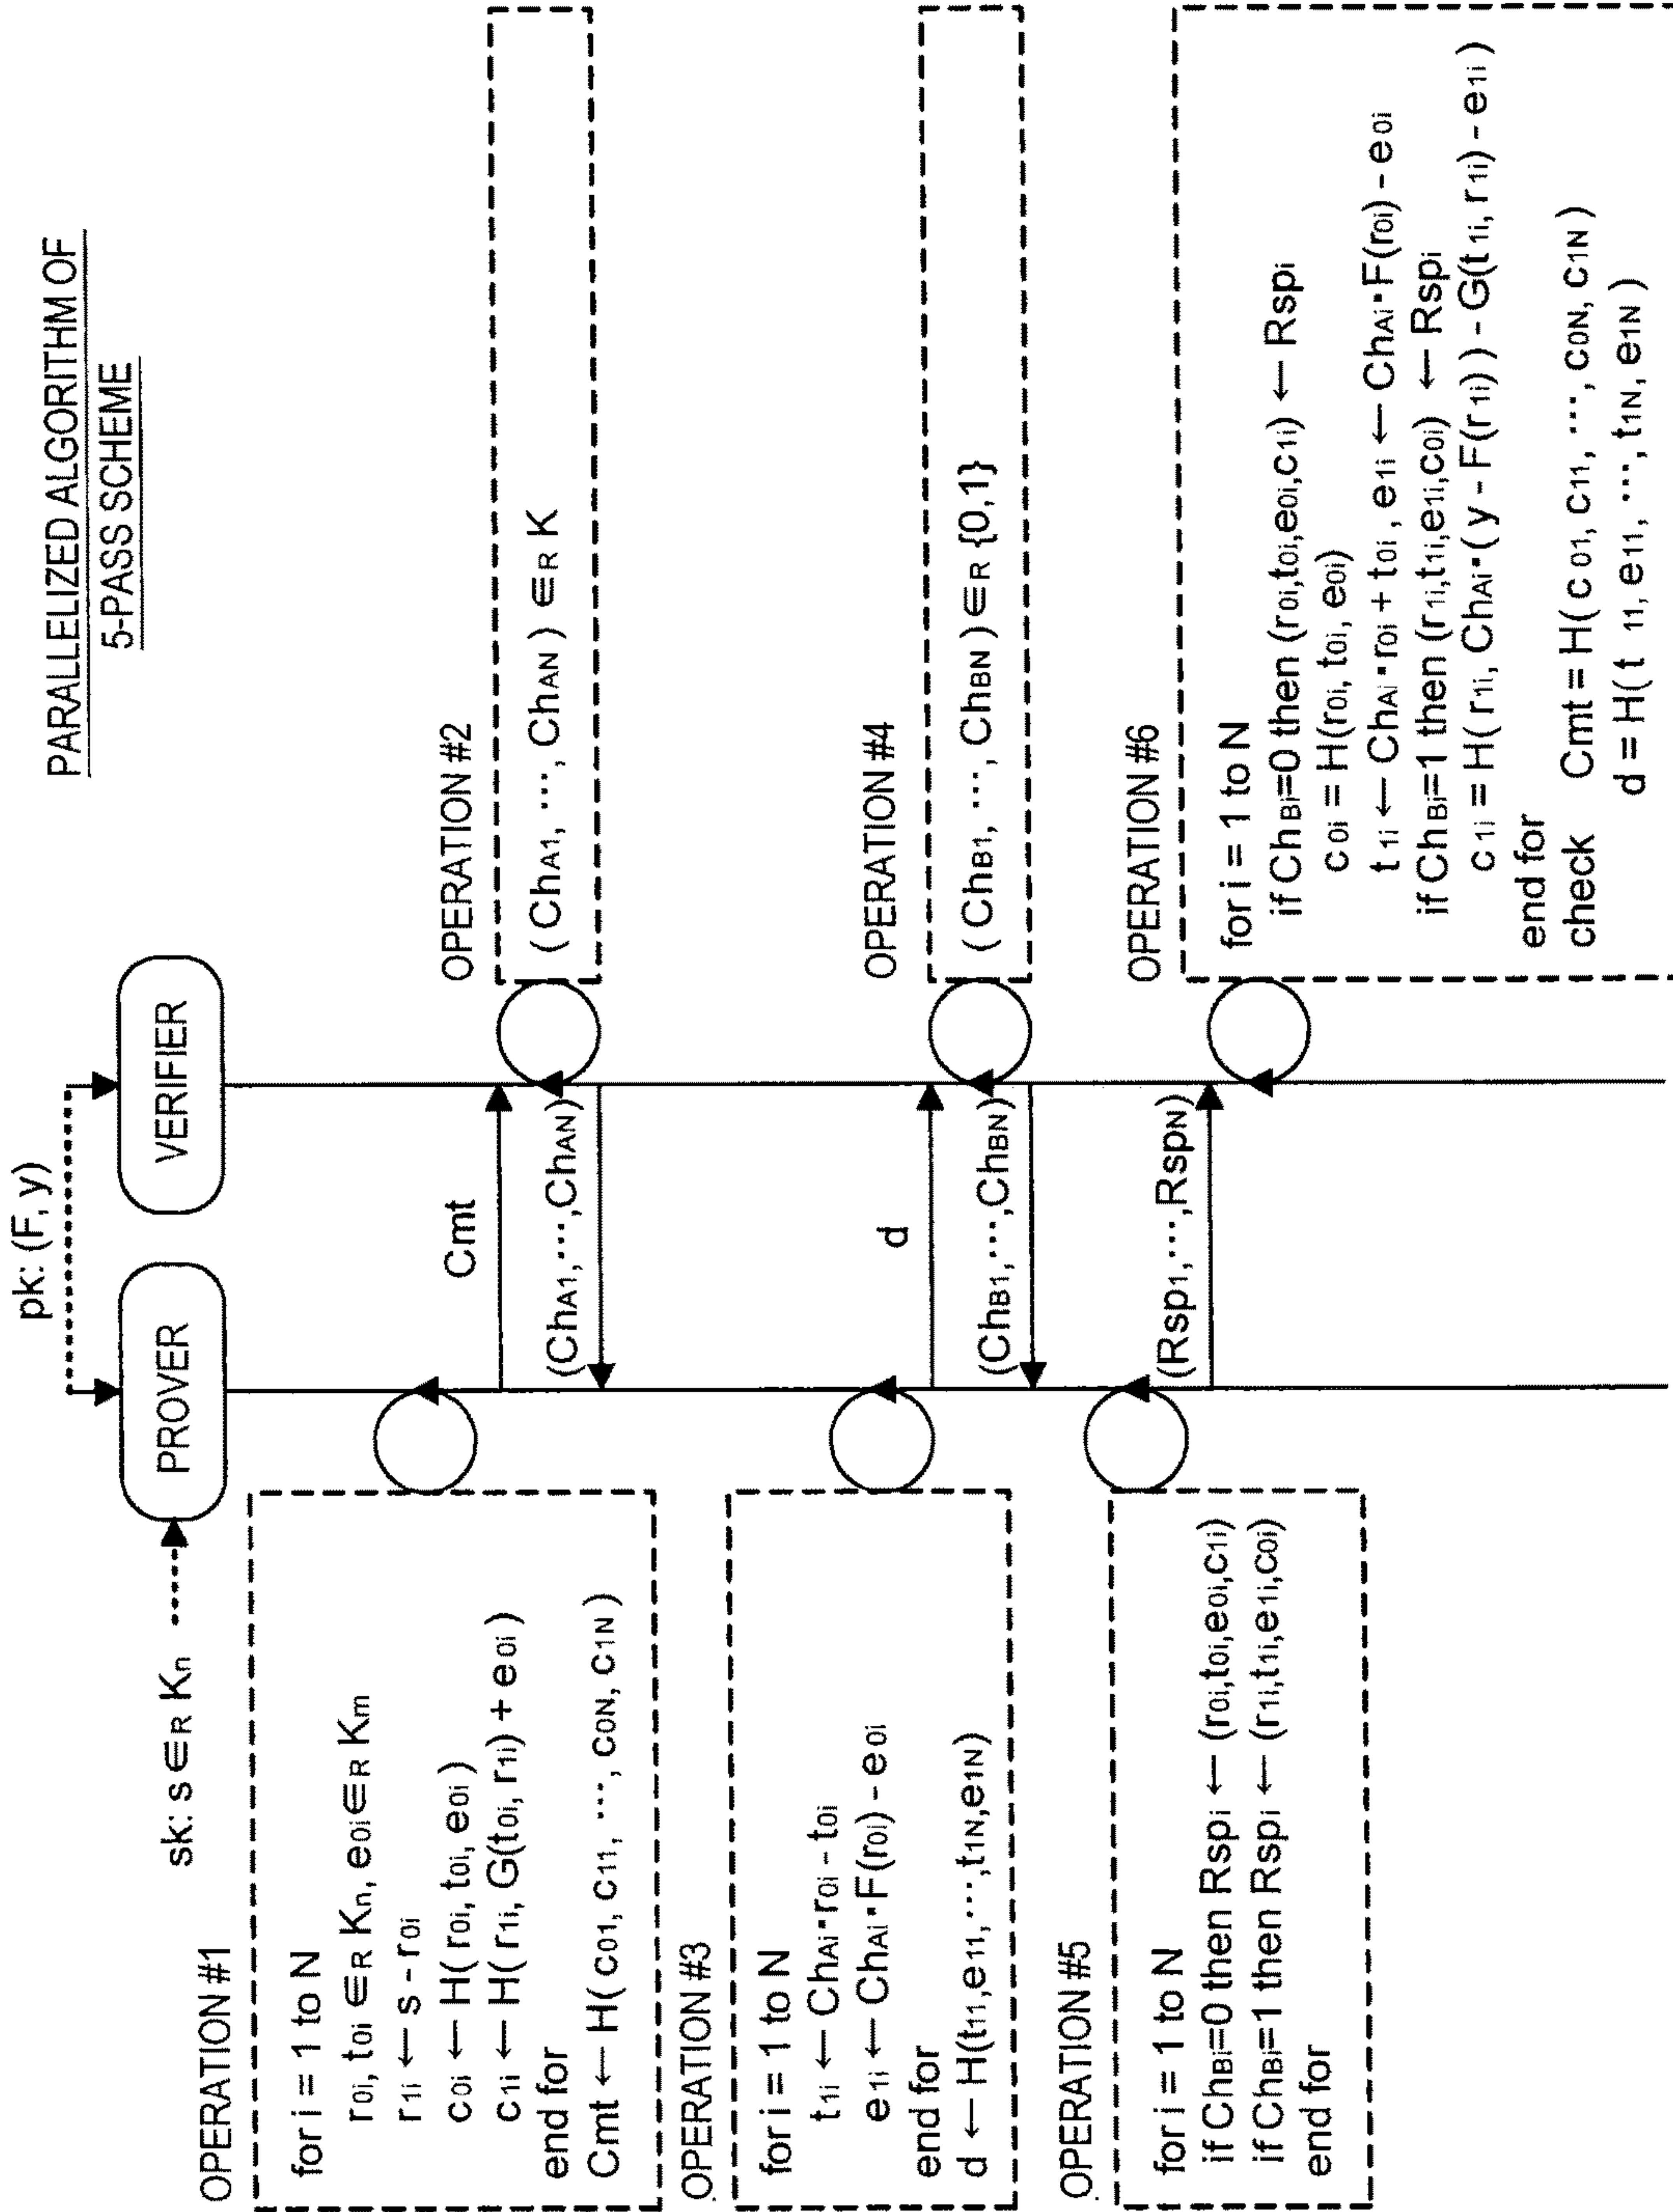 PARALLELIZED ALGORITHM OF
5-PASS SCHEME
pk: (F, y)
sk: s ∈R Kn
PROVER
VERIFIER
OPERATION #1
for i = 1 to N
r0i, t0i ∈R Kn, e0i ∈R Km
r1i ← s - r0i
c0i ← H( r0i, t0i, e0i )
c1i ← H( r1i, G(t0i, r1i) + e0i )
end for
Cmt ← H( c01, c11, ···, c0N, c1N )
Cmt
OPERATION #2
( ChA1, ···, ChAN ) ∈R K
(ChA1,···,ChAN)
OPERATION #3
for i = 1 to N
t1i ← ChAi·r0i - t0i
e1i ← ChAi·F(r0i) - e0i
end for
d ← H(t11,e11,···,t1N,e1N)
d
OPERATION #4
( ChB1, ···, ChBN ) ∈R {0,1}
(ChB1,···,ChBN)
OPERATION #5
for i = 1 to N
if ChBi=0 then Rspi ← (r0i,t0i,e0i,c1i)
if ChBi=1 then Rspi ← (r1i,t1i,e1i,c0i)
end for
(Rsp1,···,RspN)
OPERATION #6
for i = 1 to N
if ChBi=0 then (r0i,t0i,e0i,c1i) ← Rspi
c0i = H(r0i, t0i, e0i)
t1i ← ChAi·r0i + t0i, e1i ← ChAi·F(r0i) - e0i
if ChBi=1 then (r1i,t1i,e1i,c0i) ← Rspi
c1i = H( r1i, ChAi·( y - F(r1i) ) - G(t1i, r1i) - e1i )
end for
check Cmt = H( c01, c11, ···, c0N, c1N )
d = H( t11, e11, ···, t1N, e1N )